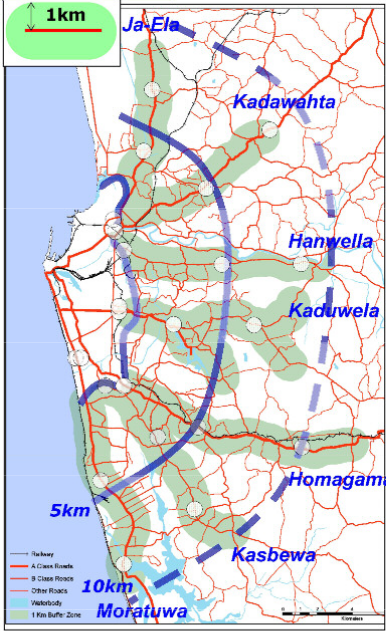 1km
Ja-Ela
Kadawahta
Hanwella
Kaduwela
Homagama
5km
Kasbewa
10km
Moratuwa
Railway
A Class Roads
B Class Roads
Other Roads
Waterbody
1 Km Buffer Zone
Kilometers